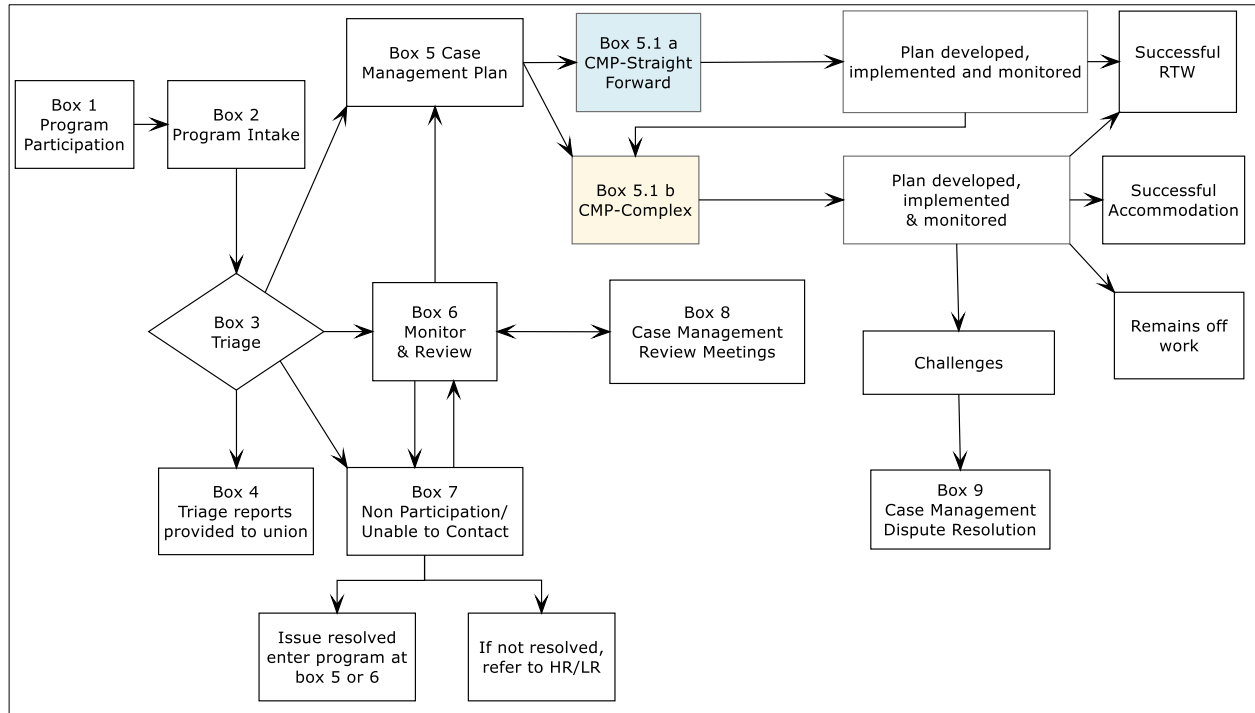 Box 1
Program
Participation
Box 2
Program Intake
Box 5 Case
Management Plan
Box 5.1 a
CMP-Straight
Forward
Plan developed,
implemented and monitored
Successful
RTW
Box 5.1 b
CMP-Complex
Plan developed,
implemented
& monitored
Successful
Accommodation
Remains off
work
Box 3
Triage
Box 6
Monitor
& Review
Box 8
Case Management
Review Meetings
Challenges
Box 4
Triage reports
provided to union
Box 7
Non Participation/
Unable to Contact
Box 9
Case Management
Dispute Resolution
Issue resolved
enter program at
box 5 or 6
If not resolved,
refer to HR/LR